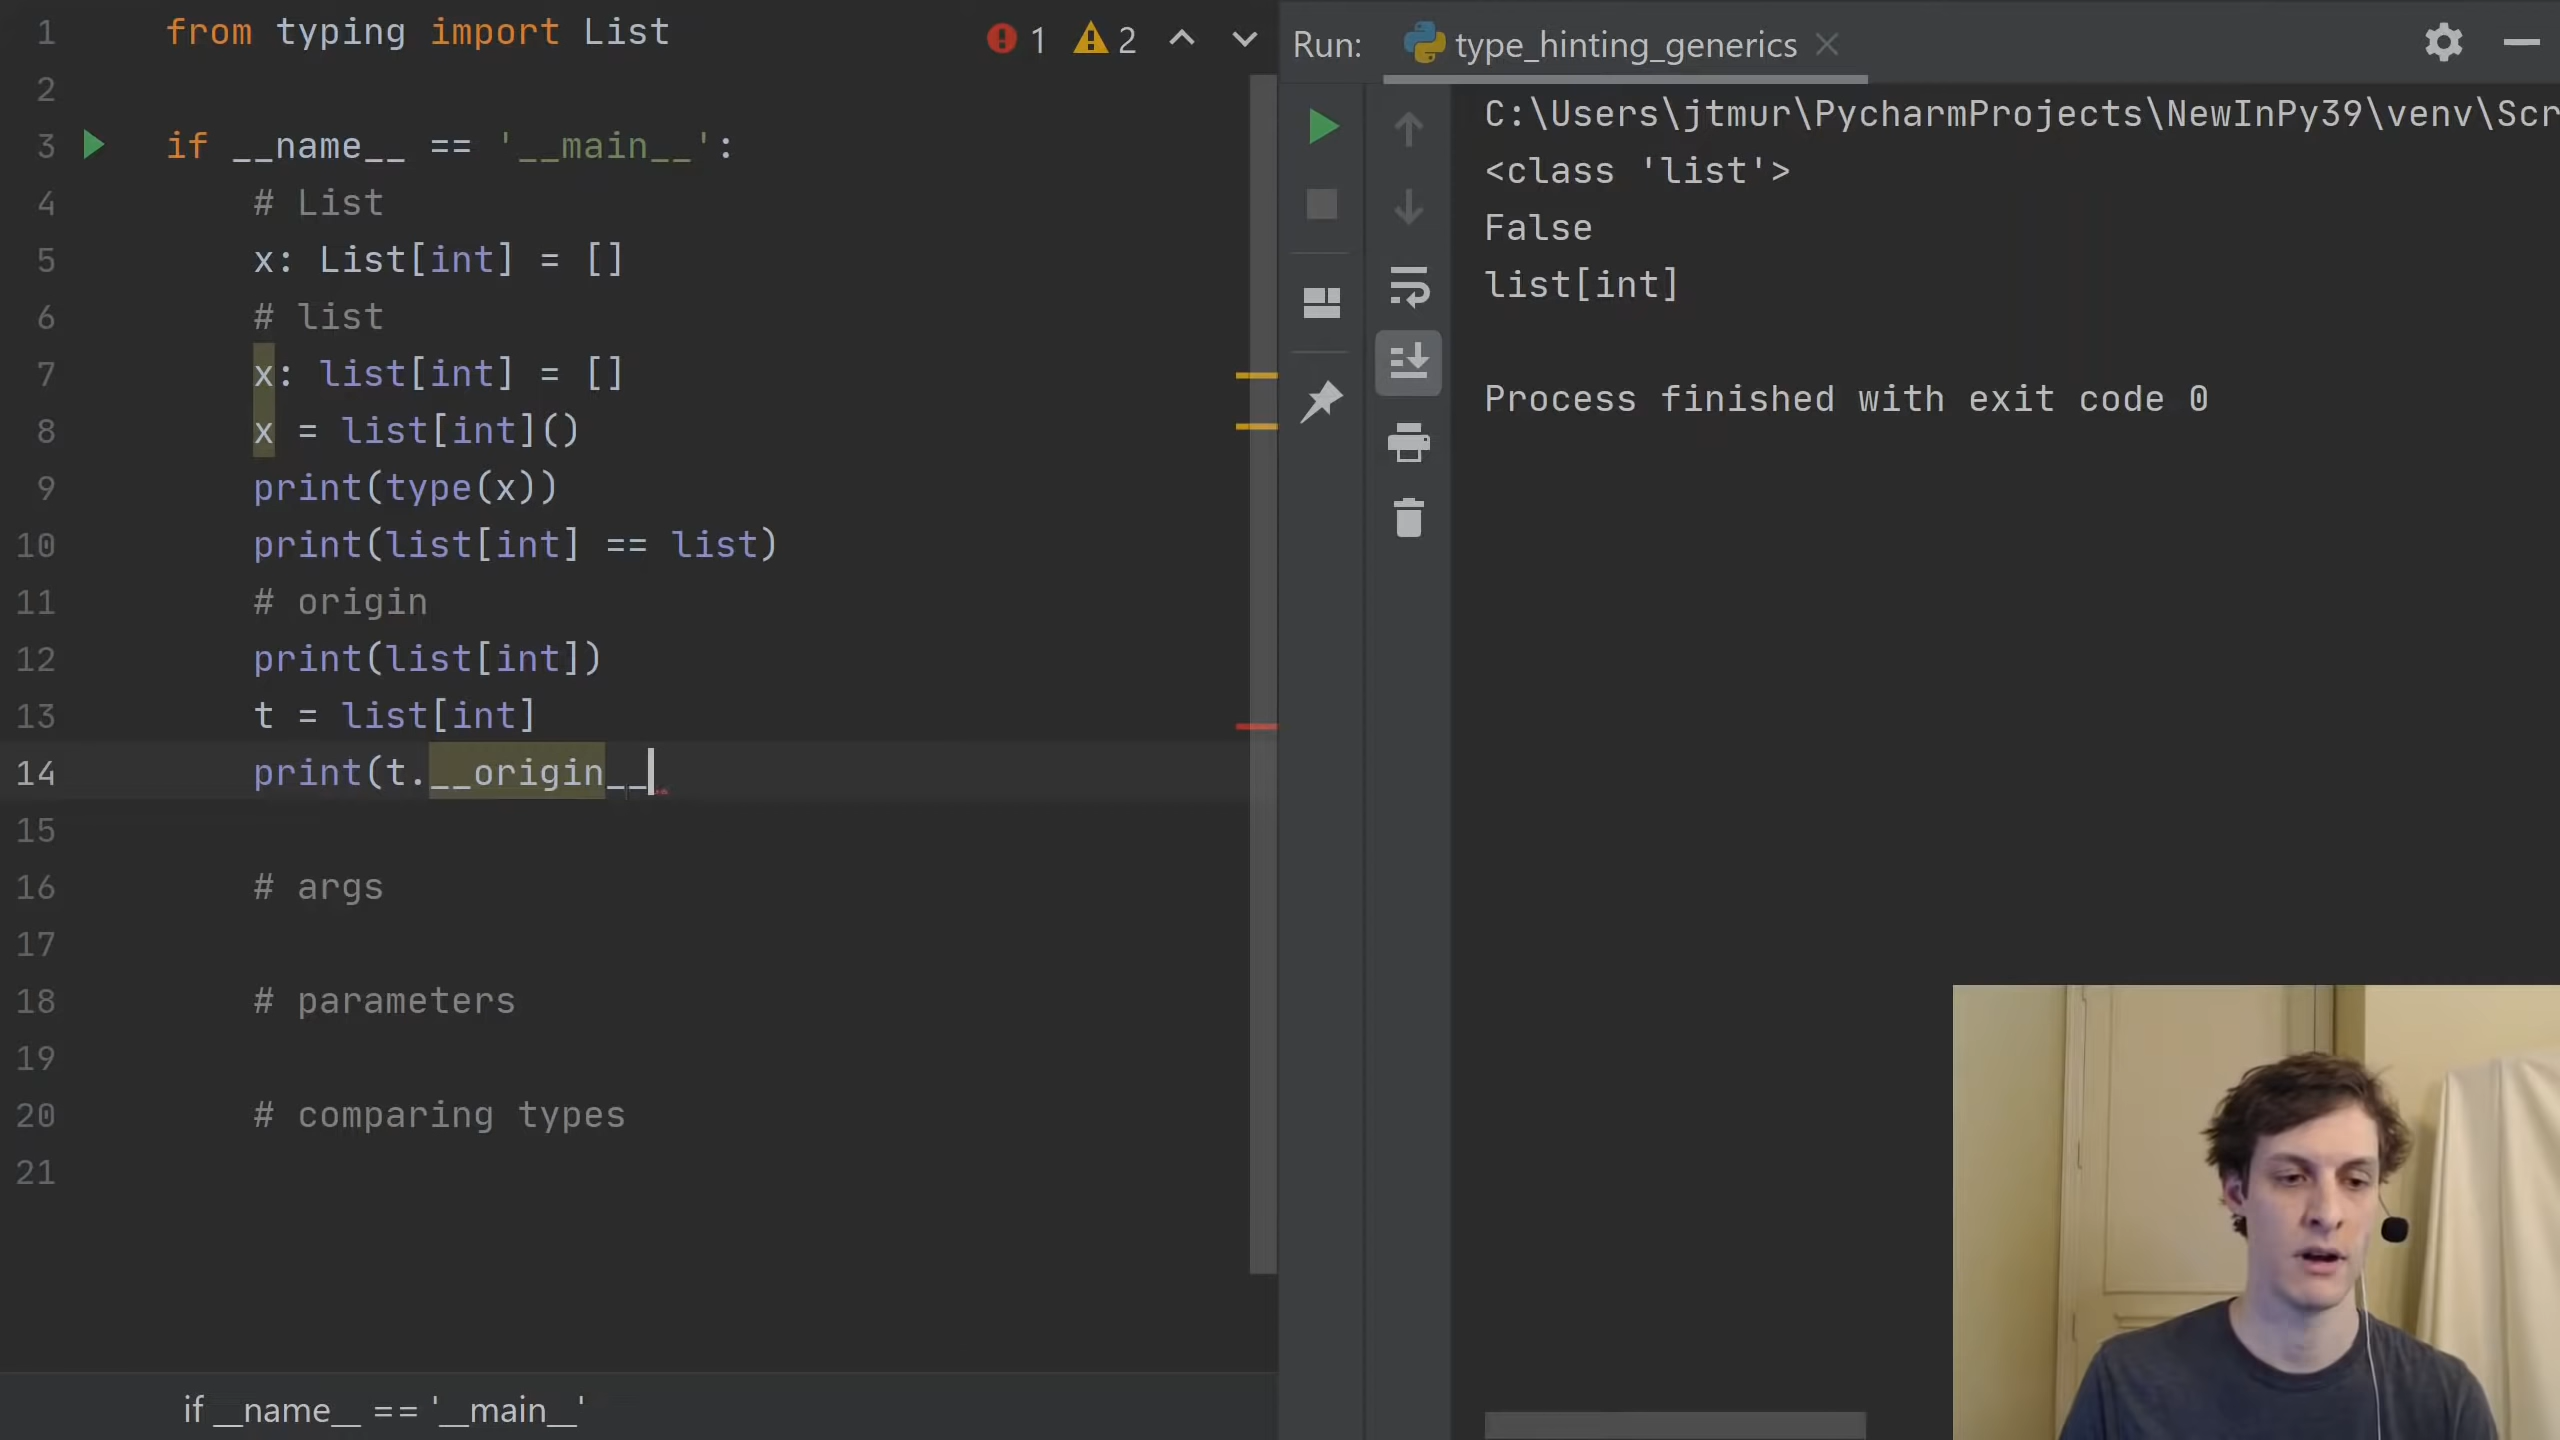 1 from typing import List
1 2
2
3 if __name__ == '__main__':
4 # List
5 x: List[int] = []
6 # list
7 x: list[int] = []
8 x = list[int]()
9 print(type(x))
10 print(list[int] == list)
11 # origin
12 print(list[int])
13 t = list[int]
14 print(t.__origin__
15
16 # args
17
18 # parameters
19
20 # comparing types
21
if __name__ == '__main__'
Run: type_hinting_generics
C:\Users\jtmur\PycharmProjects\NewInPy39\venv\Scr
<class 'list'>
False
list[int]
Process finished with exit code 0